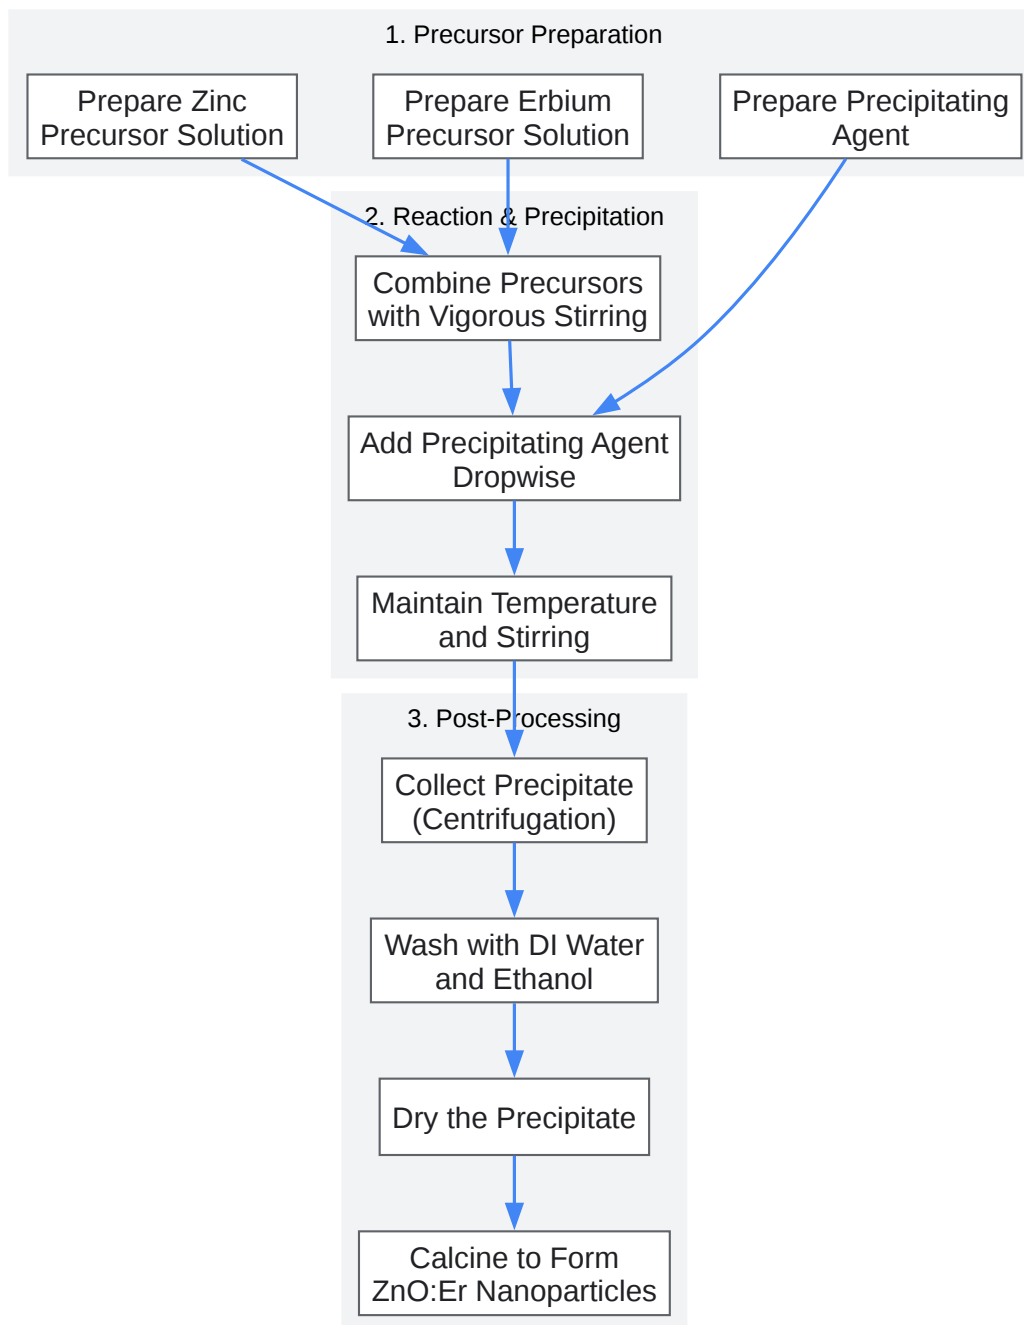 1. Precursor Preparation
Prepare Zinc
Precursor Solution
Prepare Erbium
Precursor Solution
Prepare Precipitating
Agent
2. Reaction & Precipitation
Combine Precursors
with Vigorous Stirring
Add Precipitating Agent
Dropwise
Maintain Temperature
and Stirring
3. Post-Processing
Collect Precipitate
(Centrifugation)
Wash with DI Water
and Ethanol
Dry the Precipitate
Calcine to Form
ZnO:Er Nanoparticles